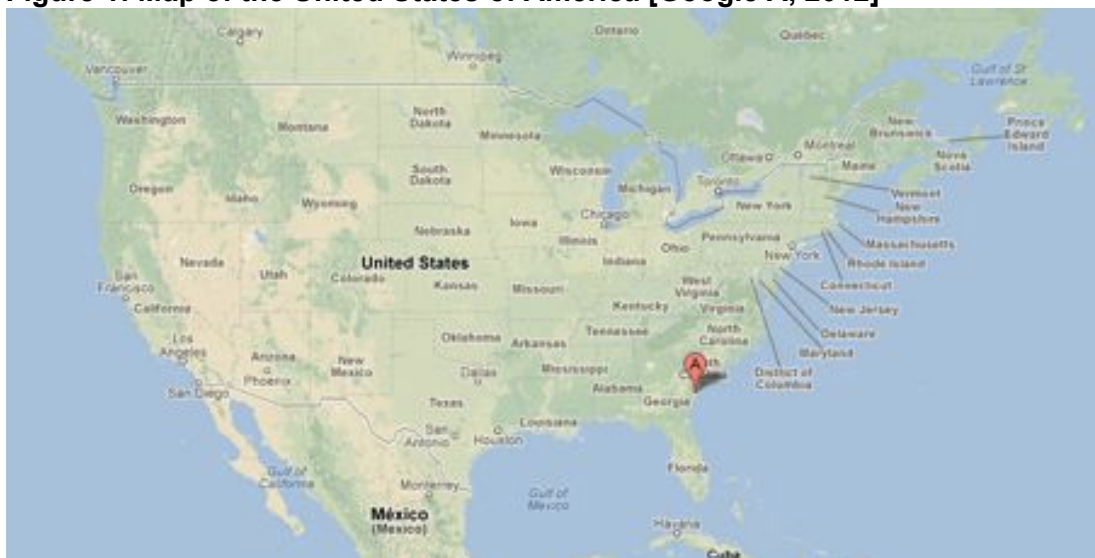 Figure 1: Map of the United States of America [Google A, 2012]
Calgary
Ontario
Québec
Winnipeg
Vancouver
Gulf of St
Lawrence
Washington
North
Dakota
Montana
Minnesota
New
Brunswick
Prince
Edward
Island
Ottawa
Montreal
Maine
Nova
Scotia
South
Dakota
Wisconsin
Michigan
Toronto
Oregon
Idaho
Wyoming
Vermont
New
Hampshire
New York
Chicago
Iowa
Nebraska
Illinois
Indiana
Ohio
Pennsylvania
New York
Massachusetts
Rhode Island
Connecticut
United States
Nevada
Utah
Colorado
Kansas
Missouri
West
Virginia
San
Francisco
California
Kentucky
Virginia
New Jersey
Delaware
Maryland
District of
Columbia
Oklahoma
Arkansas
Tennessee
North
Carolina
Los
Angeles
Arizona
Phoenix
New
Mexico
Dallas
Mississippi
A
San Diego
Alabama
Georgia
Texas
Louisiana
San
Antonio
Houston
Florida
Gulf of
California
Monterrey
Gulf of
Mexico
México
(Mexico)
Havana
Cuba